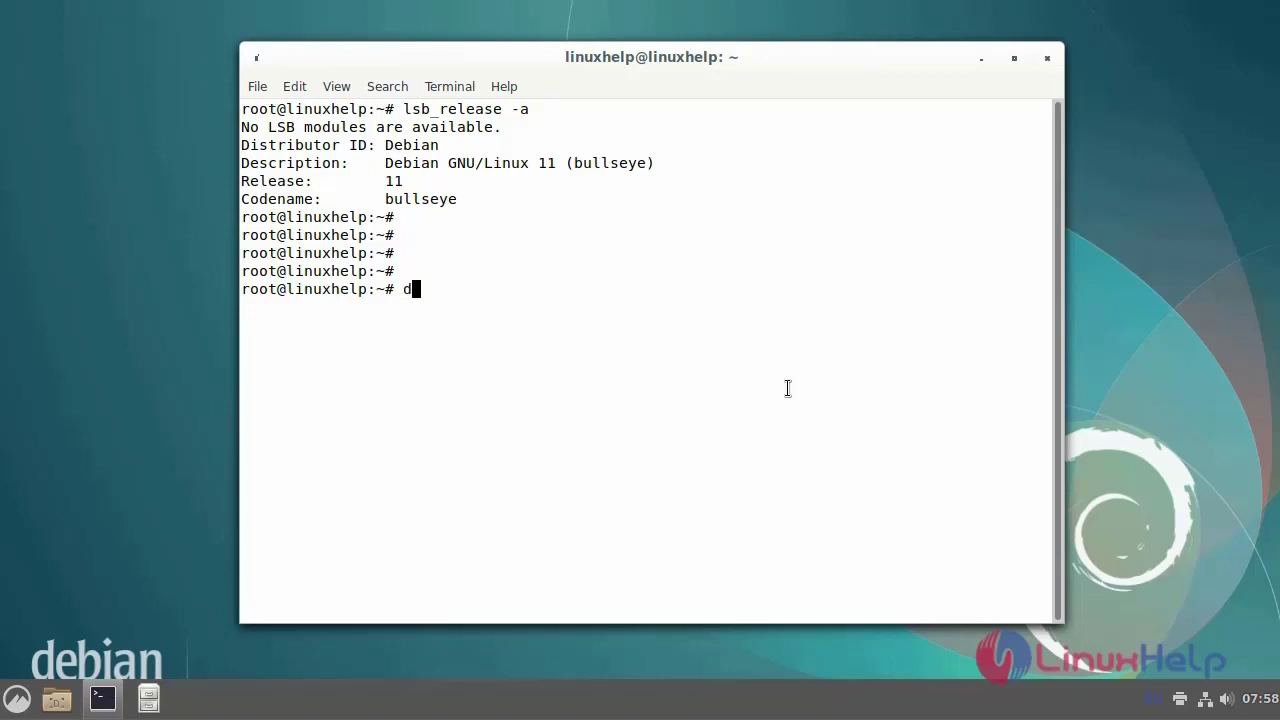 linuxhelp@linuxhelp: ~
File Edit View Search Terminal Help
root@linuxhelp:~# lsb_release -a
No LSB modules are available.
Distributor ID: Debian
Description:    Debian GNU/Linux 11 (bullseye)
Release:        11
Codename:       bullseye
root@linuxhelp:~#
root@linuxhelp:~#
root@linuxhelp:~#
root@linuxhelp:~#
root@linuxhelp:~# d
debian
LinuxHelp
07:58